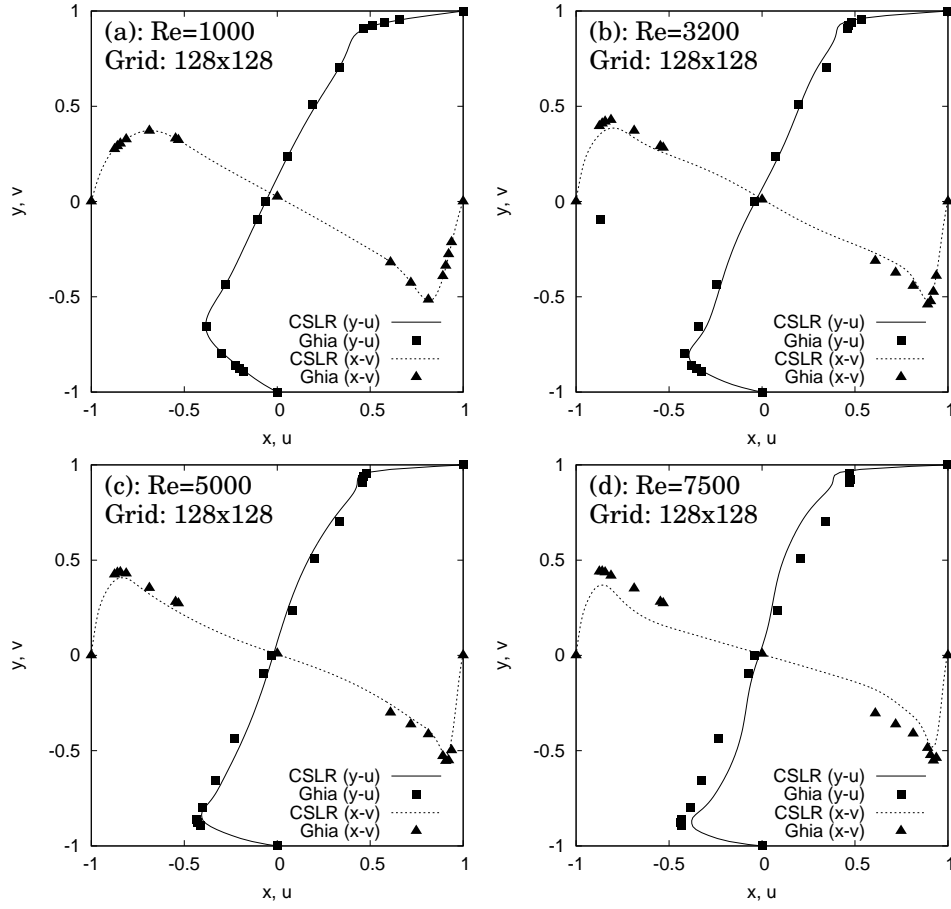 (a): Re=1000
Grid: 128x128
y, v
1
0.5
0
-0.5
-1
-1
-0.5
0
0.5
1
x, u
CSLR (y-u)
Ghia (y-u)
CSLR (x-v)
Ghia (x-v)
(b): Re=3200
Grid: 128x128
y, v
1
0.5
0
-0.5
-1
-1
-0.5
0
0.5
1
x, u
CSLR (y-u)
Ghia (y-u)
CSLR (x-v)
Ghia (x-v)
(c): Re=5000
Grid: 128x128
y, v
1
0.5
0
-0.5
-1
-1
-0.5
0
0.5
1
x, u
CSLR (y-u)
Ghia (y-u)
CSLR (x-v)
Ghia (x-v)
(d): Re=7500
Grid: 128x128
y, v
1
0.5
0
-0.5
-1
-1
-0.5
0
0.5
1
x, u
CSLR (y-u)
Ghia (y-u)
CSLR (x-v)
Ghia (x-v)